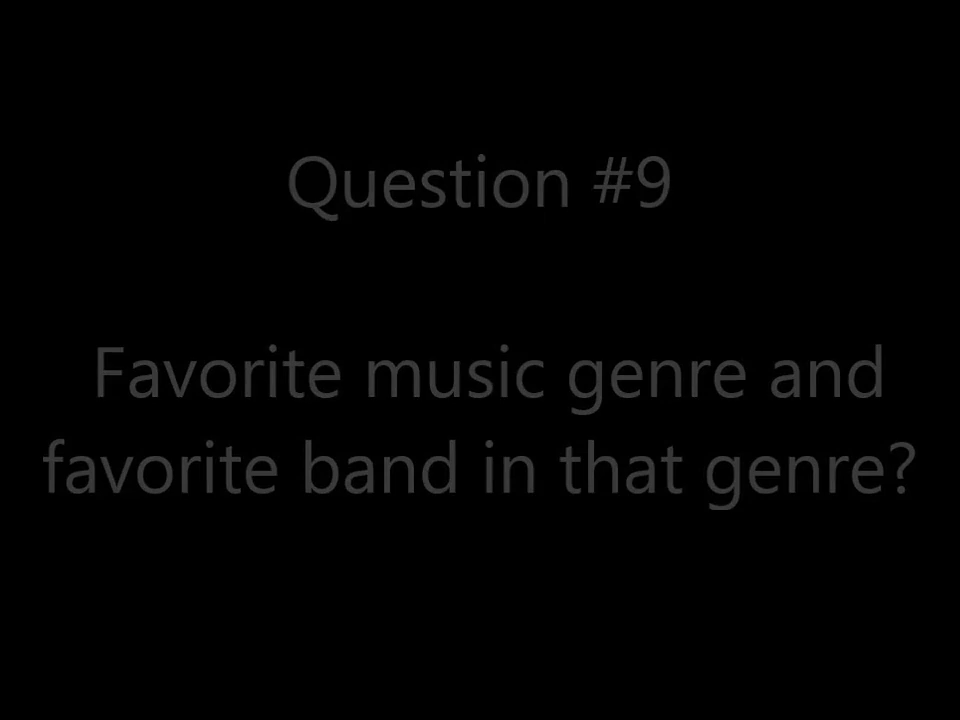 Question #9
Favorite music genre and
favorite band in that genre?